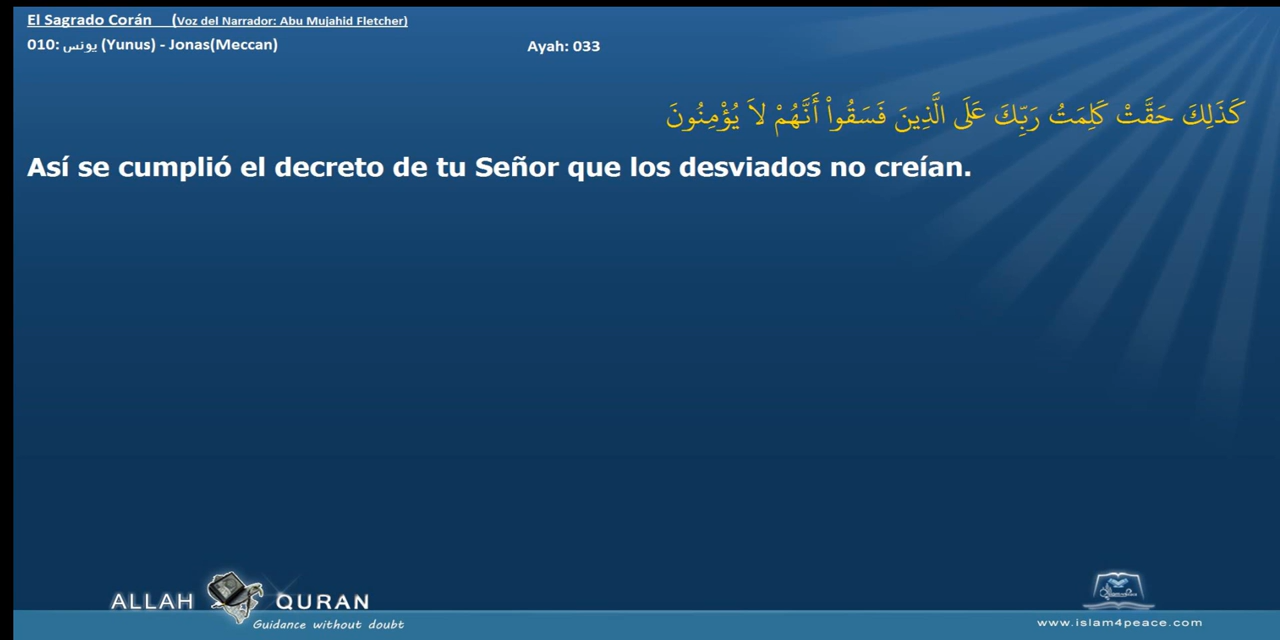 El Sagrado Corán (Voz del Narrador: Abu Mujahid Fletcher)
010: يونس (Yunus) - Jonas(Meccan) Ayah: 033
كَذَلِكَ حَقَّتْ كَلِمَتُ رَبِّكَ عَلَى الَّذِينَ فَسَقُواْ أَنَّهُمْ لاَ يُؤْمِنُونَ
Así se cumplió el decreto de tu Señor que los desviados no creían.
ALLAH QURAN
Guidance without doubt
www.islam4peace.com